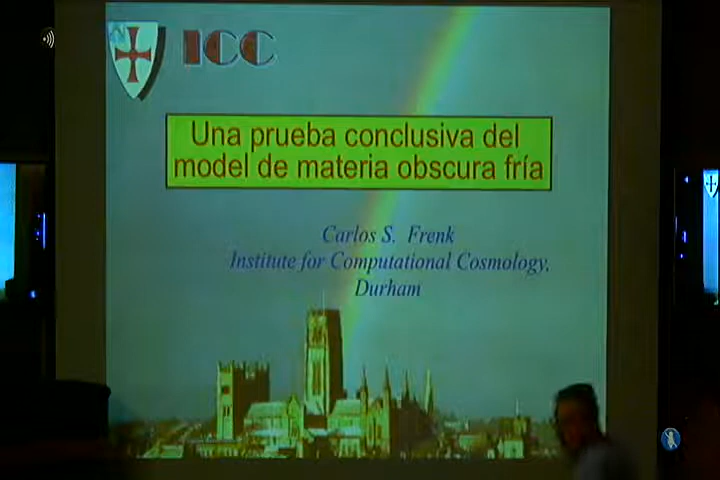 ICC
Una prueba conclusiva del
model de materia obscura fría
Carlos S. Frenk
Institute for Computational Cosmology,
Durham